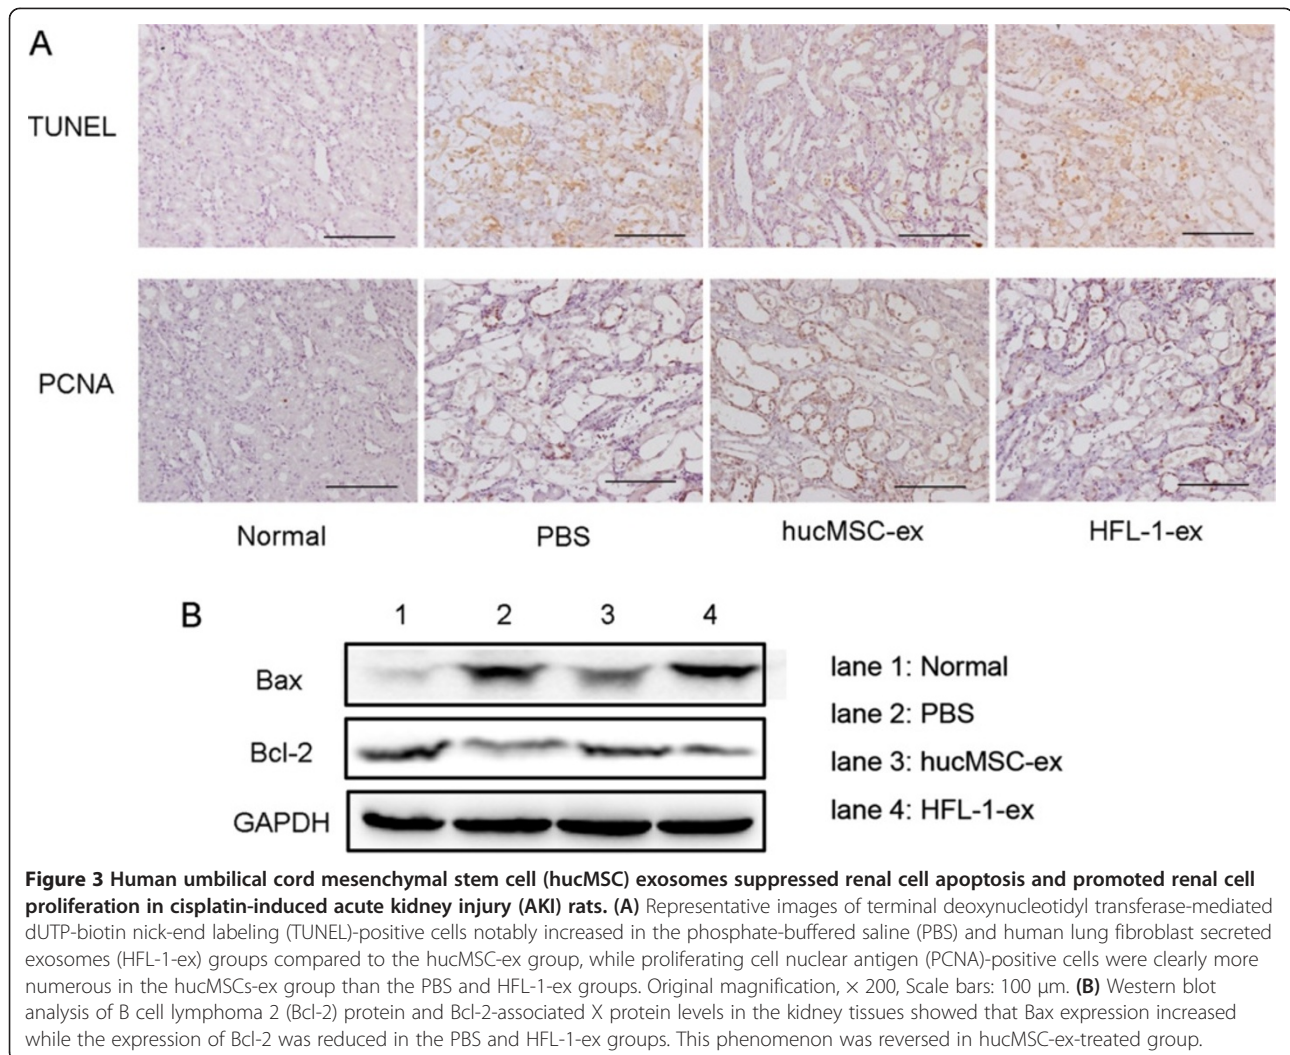 A
TUNEL
PCNA
Normal PBS hucMSC-ex HFL-1-ex
B 1 2 3 4
Bax
Bcl-2
GAPDH
lane 1: Normal
lane 2: PBS
lane 3: hucMSC-ex
lane 4: HFL-1-ex
Figure 3 Human umbilical cord mesenchymal stem cell (hucMSC) exosomes suppressed renal cell apoptosis and promoted renal cell
proliferation in cisplatin-induced acute kidney injury (AKI) rats. (A) Representative images of terminal deoxynucleotidyl transferase-mediated
dUTP-biotin nick-end labeling (TUNEL)-positive cells notably increased in the phosphate-buffered saline (PBS) and human lung fibroblast secreted
exosomes (HFL-1-ex) groups compared to the hucMSC-ex group, while proliferating cell nuclear antigen (PCNA)-positive cells were clearly more
numerous in the hucMSCs-ex group than the PBS and HFL-1-ex groups. Original magnification, × 200, Scale bars: 100 μm. (B) Western blot
analysis of B cell lymphoma 2 (Bcl-2) protein and Bcl-2-associated X protein levels in the kidney tissues showed that Bax expression increased
while the expression of Bcl-2 was reduced in the PBS and HFL-1-ex groups. This phenomenon was reversed in hucMSC-ex-treated group.